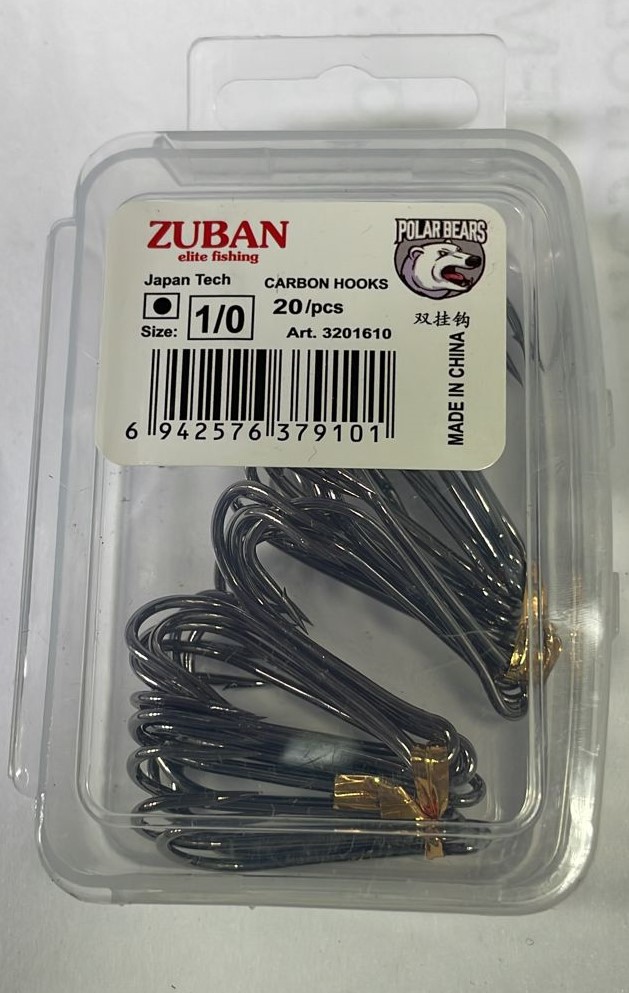 ZUBAN
elite fishing
POLAR BEARS
Japan Tech
CARBON HOOKS
20/pcs
Size: 1/0
Art. 3201610
双挂钩
MADE IN CHINA
6 942576 379101